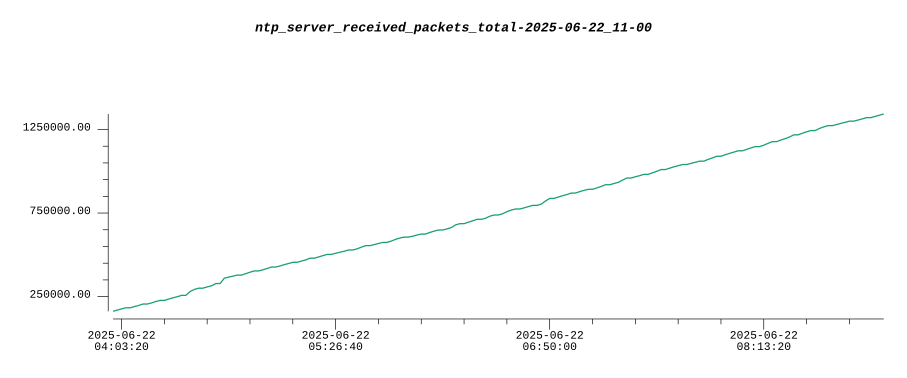 ntp_server_received_packets_total-2025-06-22_11-00
1250000.00
750000.00
250000.00
2025-06-22 2025-06-22 2025-06-22 2025-06-22
04:03:20 05:26:40 06:50:00 08:13:20